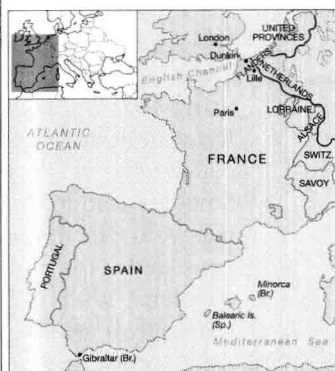 UNITED
PROVINCES
London
Dunkirk
FLANDERS
NETHERLANDS
English Channel
Lille
Paris
LORRAINE
ALSACE
ATLANTIC
OCEAN
FRANCE
SWITZ.
SAVOY
PORTUGAL
SPAIN
Minorca
(Br.)
Balearic Is.
(Sp.)
Mediterranean Sea
Gibraltar (Br.)